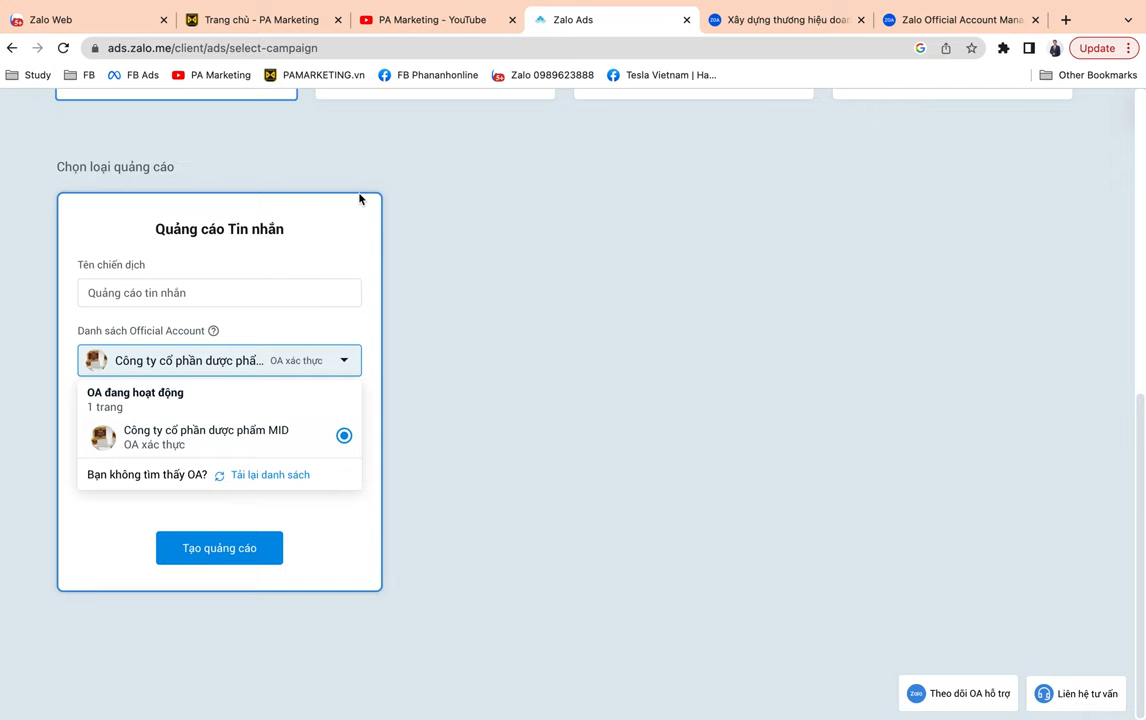 Zalo Web
Trang chủ - PA Marketing
PA Marketing - YouTube
Zalo Ads
Xây dựng thương hiệu doan
Zalo Official Account Mana
ads.zalo.me/client/ads/select-campaign
Update
Study
FB
FB Ads
PA Marketing
PAMARKETING.vn
FB Phananhonline
Zalo 0989623888
Tesla Vietnam | Ha...
Other Bookmarks
Chọn loại quảng cáo
Quảng cáo Tin nhắn
Tên chiến dịch
Quảng cáo tin nhắn
Danh sách Official Account
Công ty cổ phần dược phẩ... OA xác thực
OA đang hoạt động
1 trang
Công ty cổ phần dược phẩm MID
OA xác thực
Bạn không tìm thấy OA? Tải lại danh sách
Tạo quảng cáo
Zalo Theo dõi OA hỗ trợ
Liên hệ tư vấn